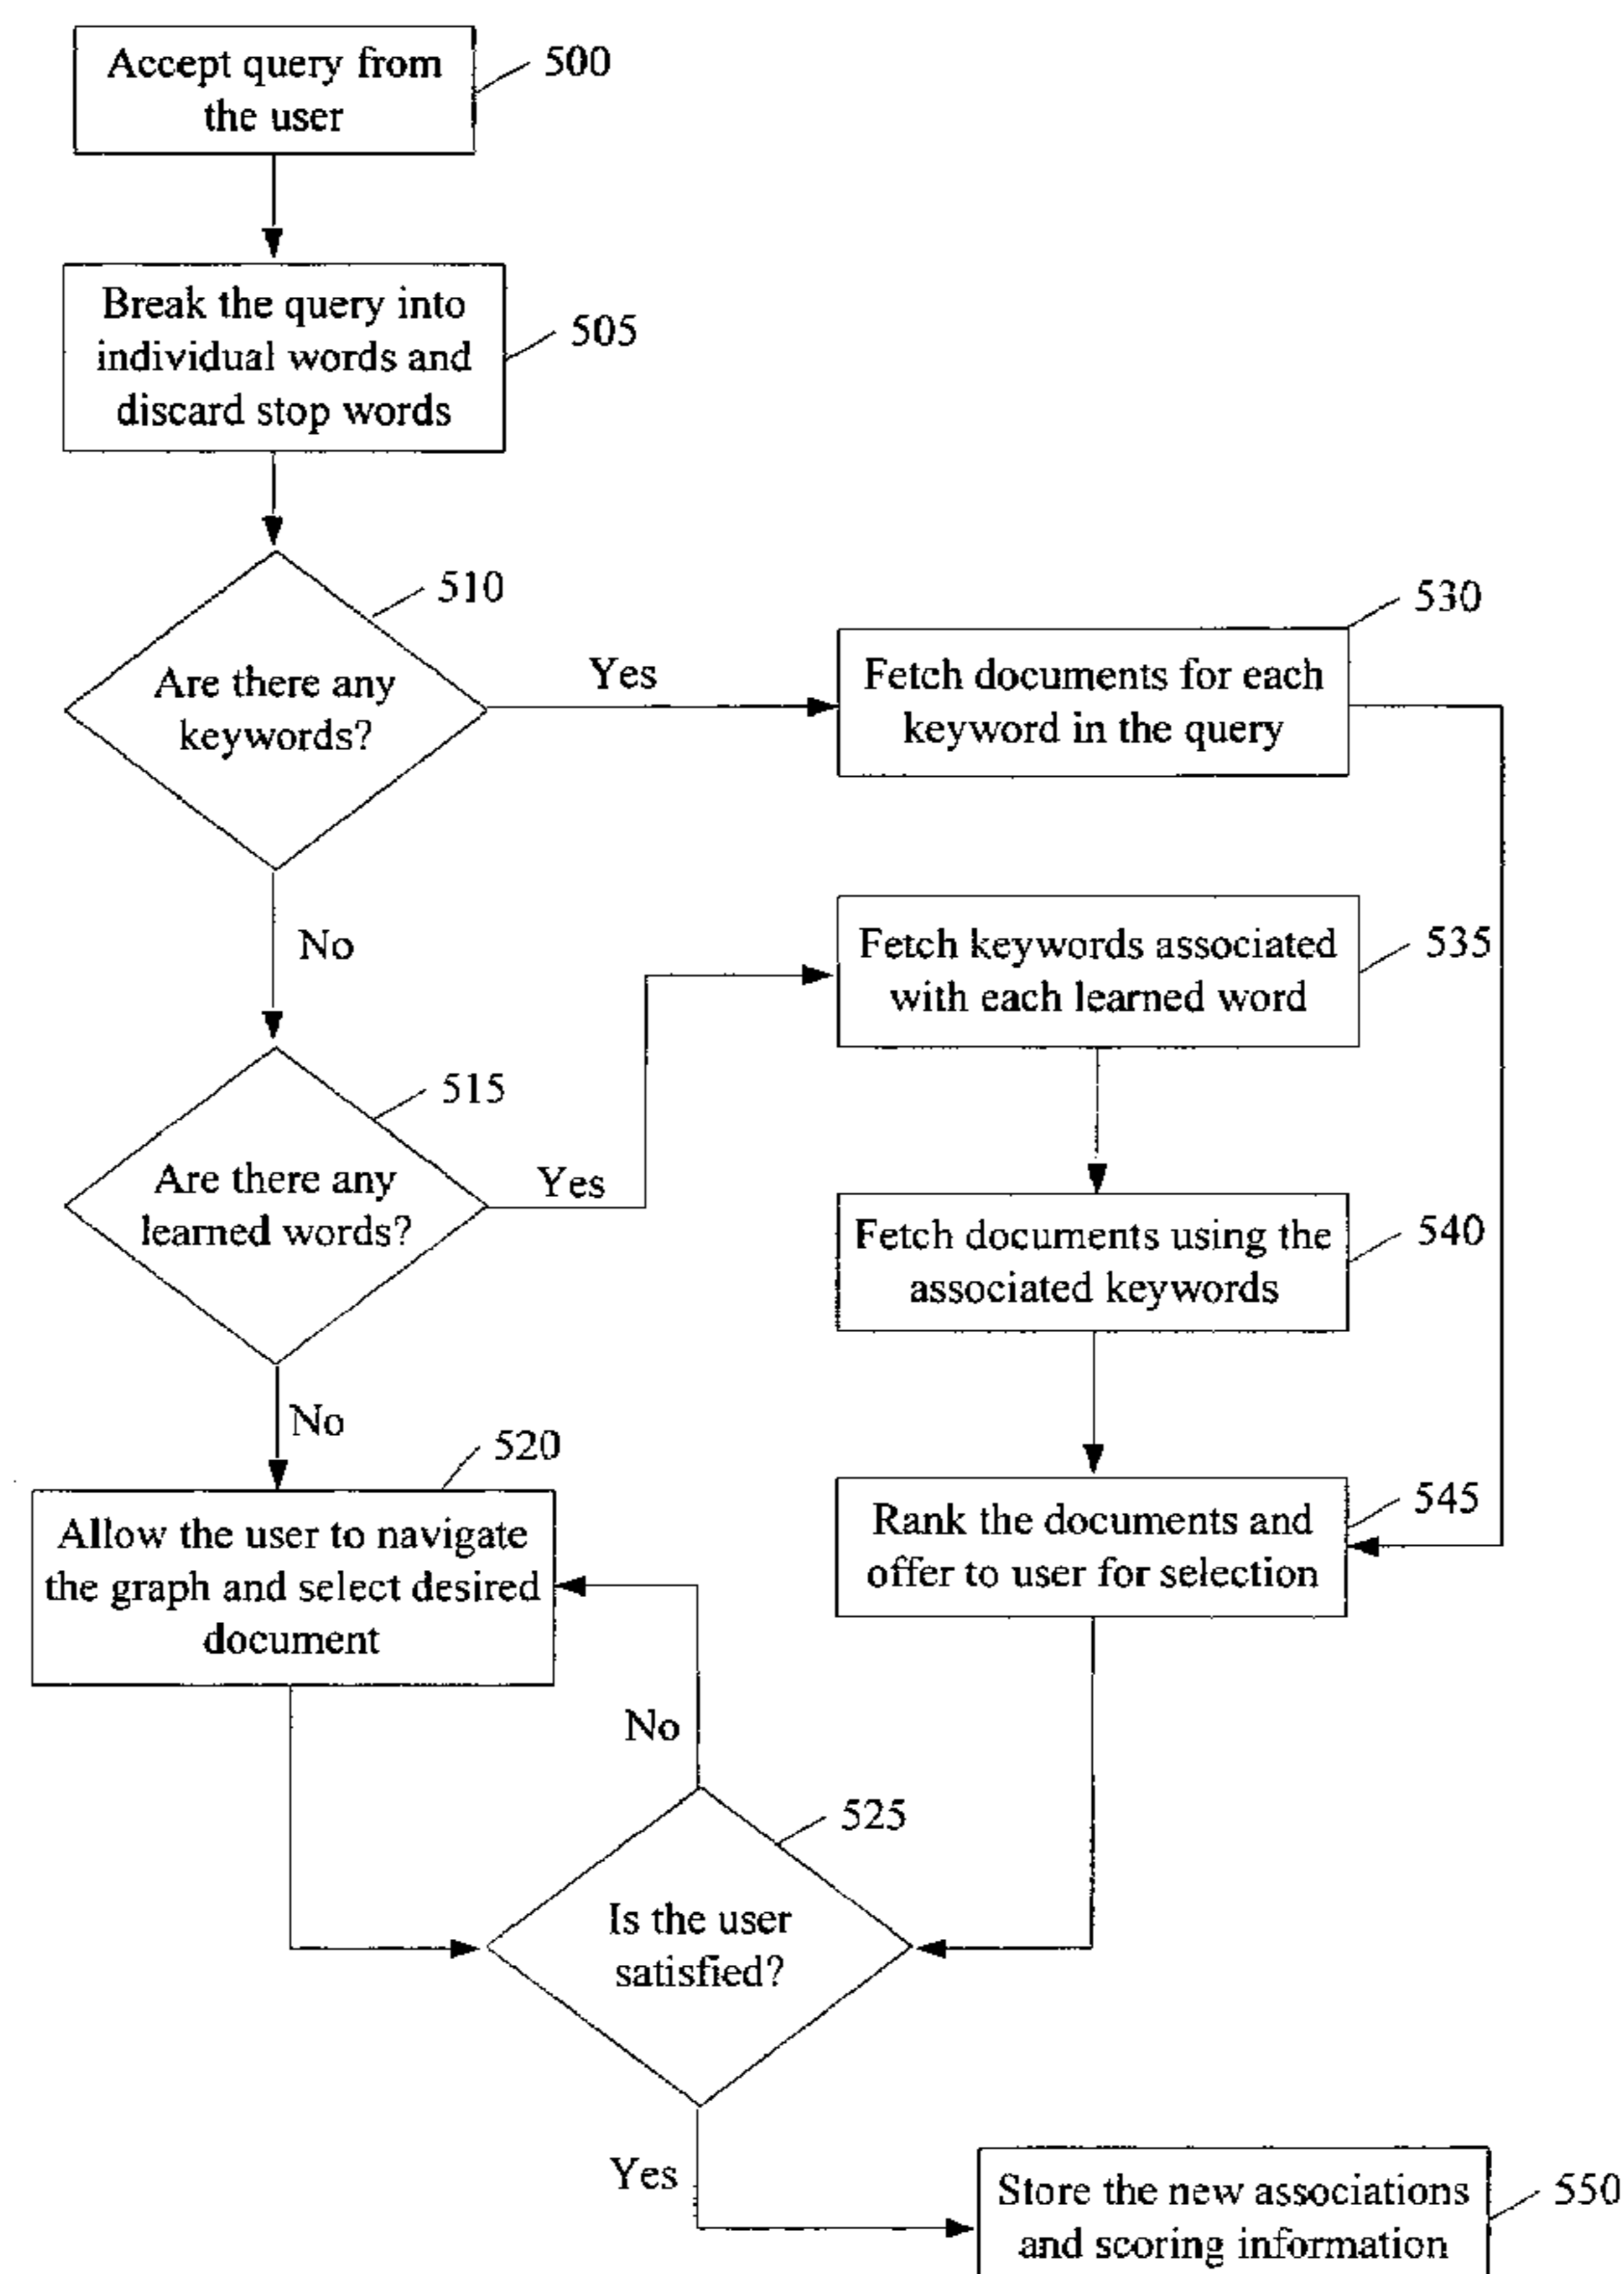 Accept query from
the user
500
Break the query into
individual words and
discard stop words
505
510
Are there any
keywords?
Yes
530
Fetch documents for each
keyword in the query
No
Fetch keywords associated
with each learned word
535
515
Are there any
learned words?
Yes
Fetch documents using the
associated keywords
540
No
520
Allow the user to navigate
the graph and select desired
document
Rank the documents and
offer to user for selection
545
No
525
Is the user
satisfied?
Yes
Store the new associations
and scoring information
550